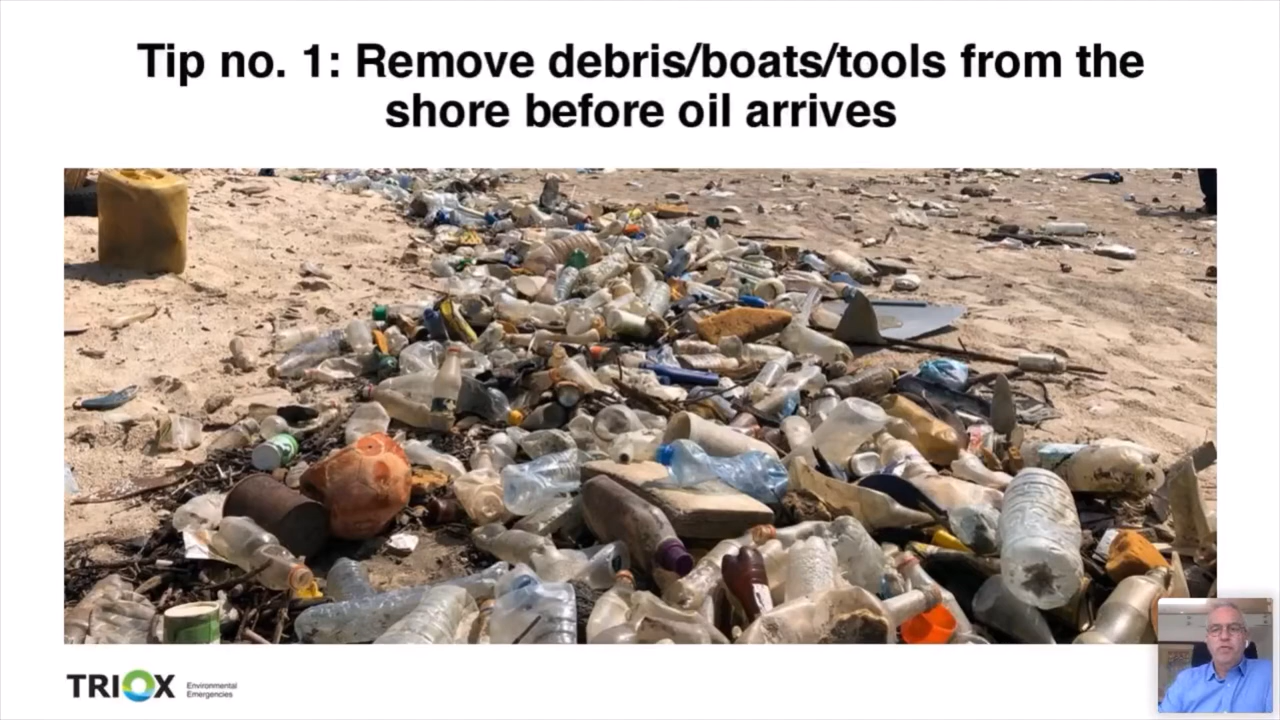 Tip no. 1: Remove debris/boats/tools from the
shore before oil arrives
TRIOX
Environmental
Emergencies